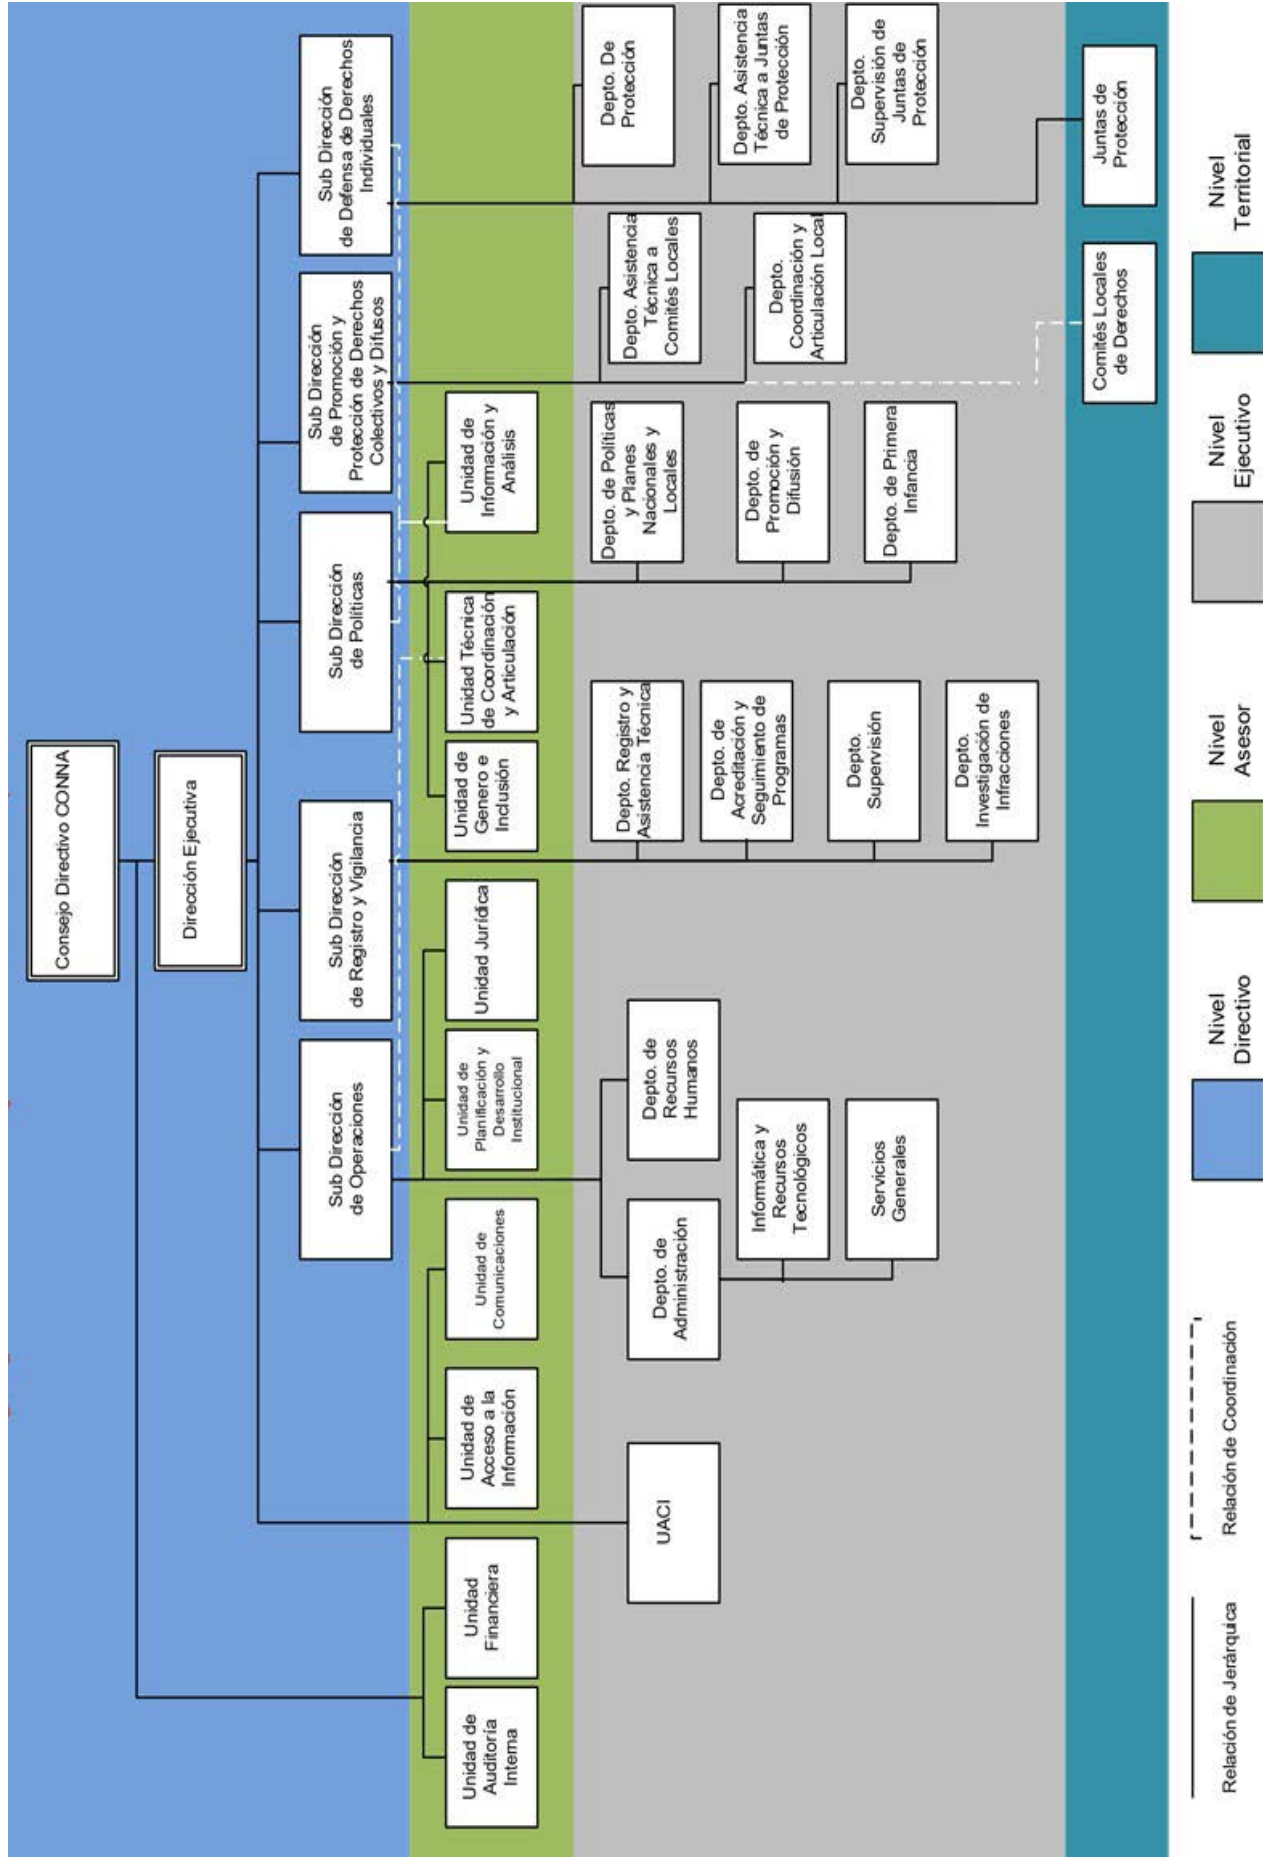 Consejo Directivo CONNA
Dirección Ejecutiva
Sub Dirección
de Operaciones
Sub Dirección
de Registro y Vigilancia
Sub Dirección
de Políticas
Sub Dirección
de Promoción y
Protección de Derechos
Colectivos y Difusos
Sub Dirección
de Defensa de Derechos
Individuales
Unidad de
Auditoría
Interna
Unidad
Financiera
Unidad de
Acceso a la
Información
Unidad de
Comunicaciones
Unidad de
Planificación y
Desarrollo
Institucional
Unidad Jurídica
Unidad de
Genero e
Inclusión
Unidad Técnica
de Coordinación
y Articulación
Unidad de
Información y
Análisis
UACI
Depto. de
Administración
Depto. de
Recursos
Humanos
Informática y
Recursos
Tecnológicos
Servicios
Generales
Depto. Registro y
Asistencia Técnica
Depto. de
Acreditación y
Seguimiento de
Programas
Depto.
Supervisión
Depto.
Investigación de
Infracciones
Depto. de Políticas
y Planes
Nacionales y
Locales
Depto. de
Promoción y
Difusión
Depto. de Primera
Infancia
Depto. Asistencia
Técnica a
Comités Locales
Depto.
Coordinación y
Articulación Local
Depto. De
Protección
Depto. Asistencia
Técnica a Juntas
de Protección
Depto.
Supervisión de
Juntas de
Protección
Comités Locales
de Derechos
Juntas de
Protección
Relación de Jerárquica
Relación de Coordinación
Nivel
Directivo
Nivel
Asesor
Nivel
Ejecutivo
Nivel
Territorial